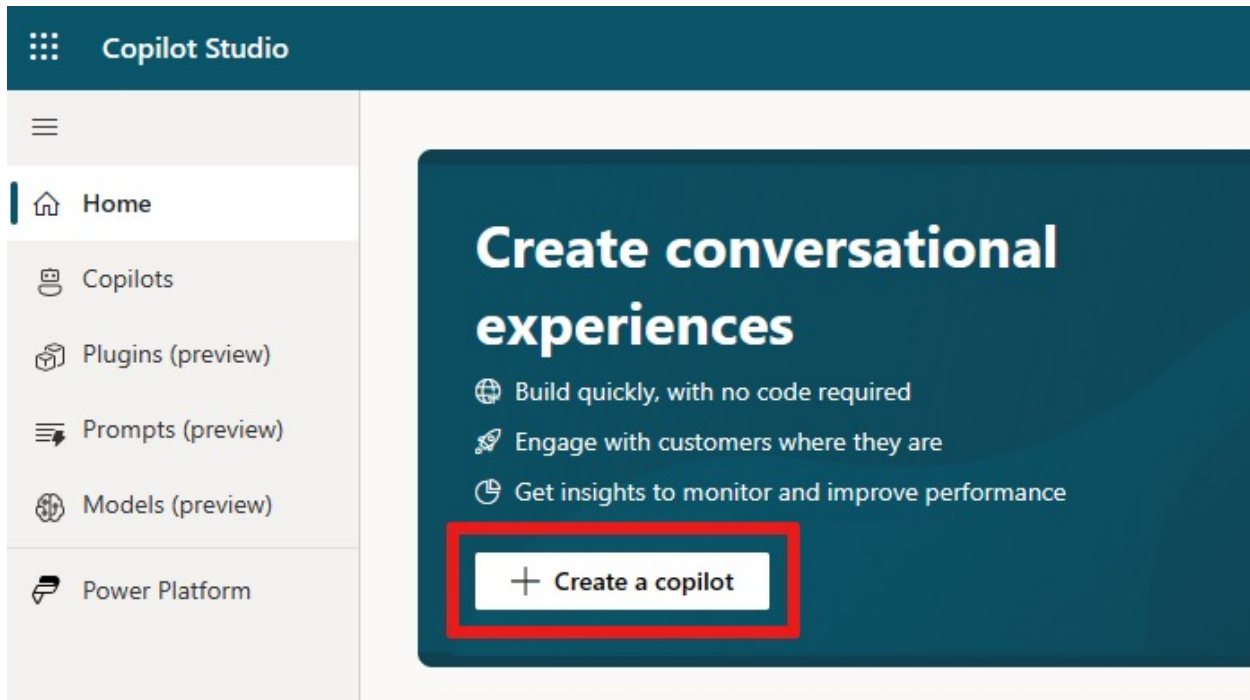 Copilot Studio
Home
Copilots
Plugins (preview)
Prompts (preview)
Models (preview)
Power Platform
Create conversational
experiences
Build quickly, with no code required
Engage with customers where they are
Get insights to monitor and improve performance
Create a copilot